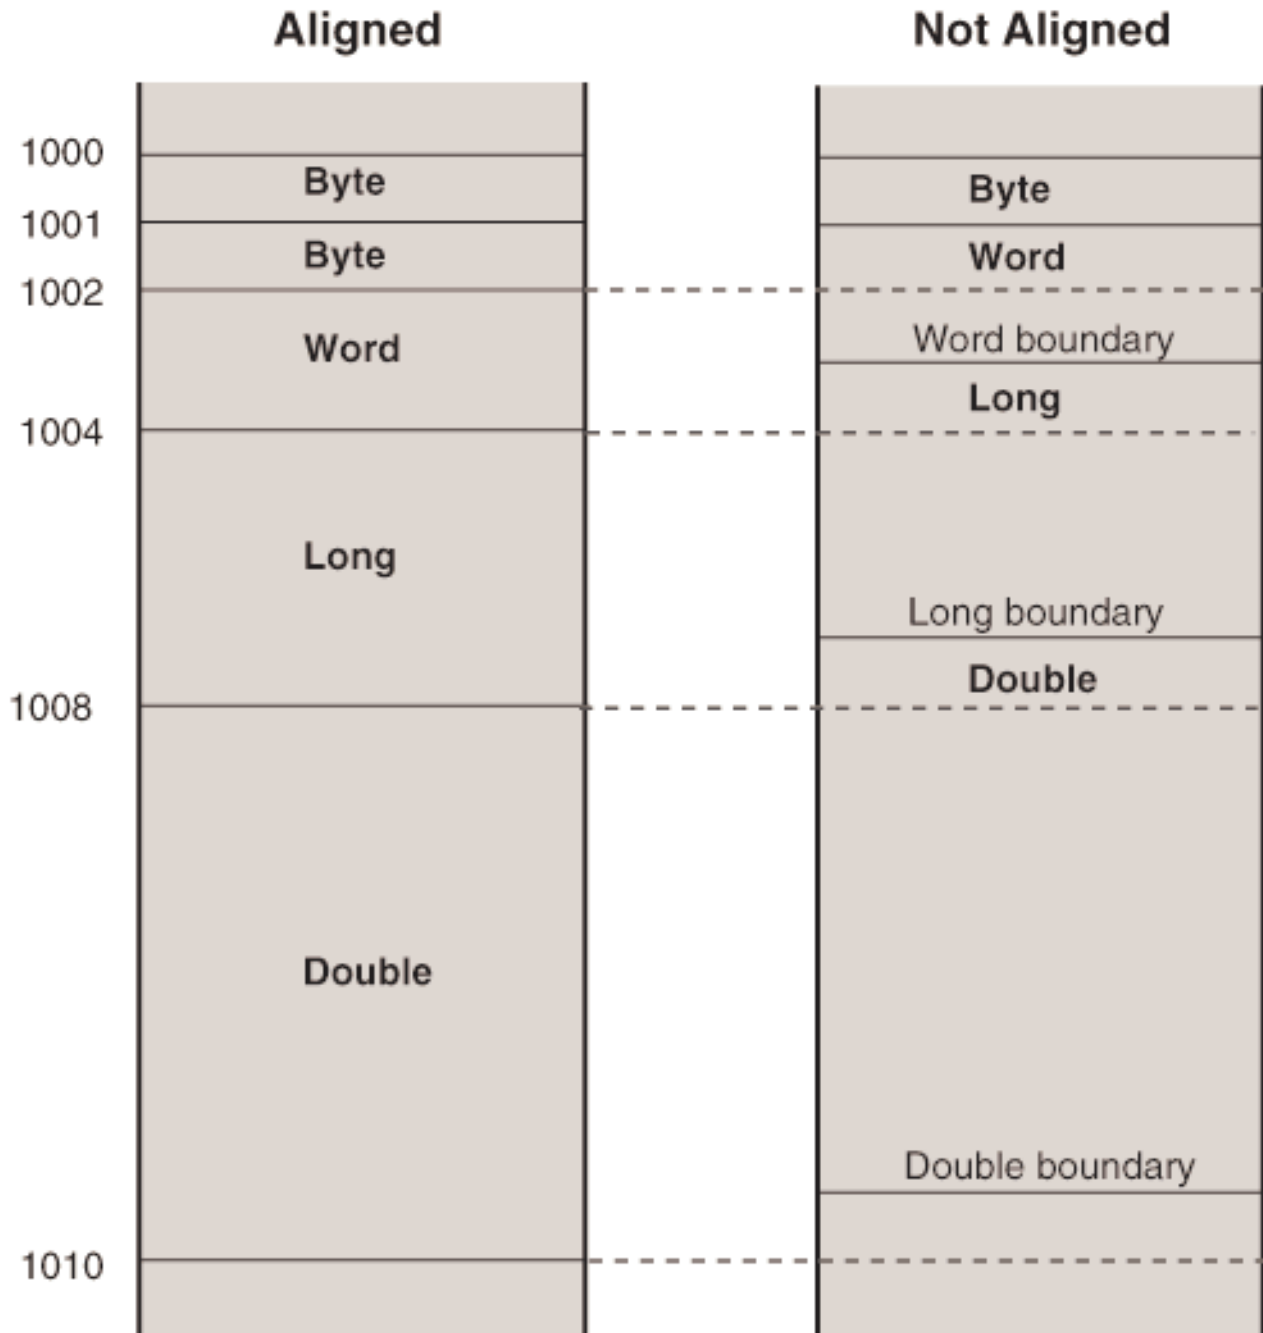 Aligned
Not Aligned
1000
Byte
Byte
1001
Byte
Word
1002
Word
Word boundary
Long
1004
Long
Long boundary
Double
1008
Double
Double boundary
1010